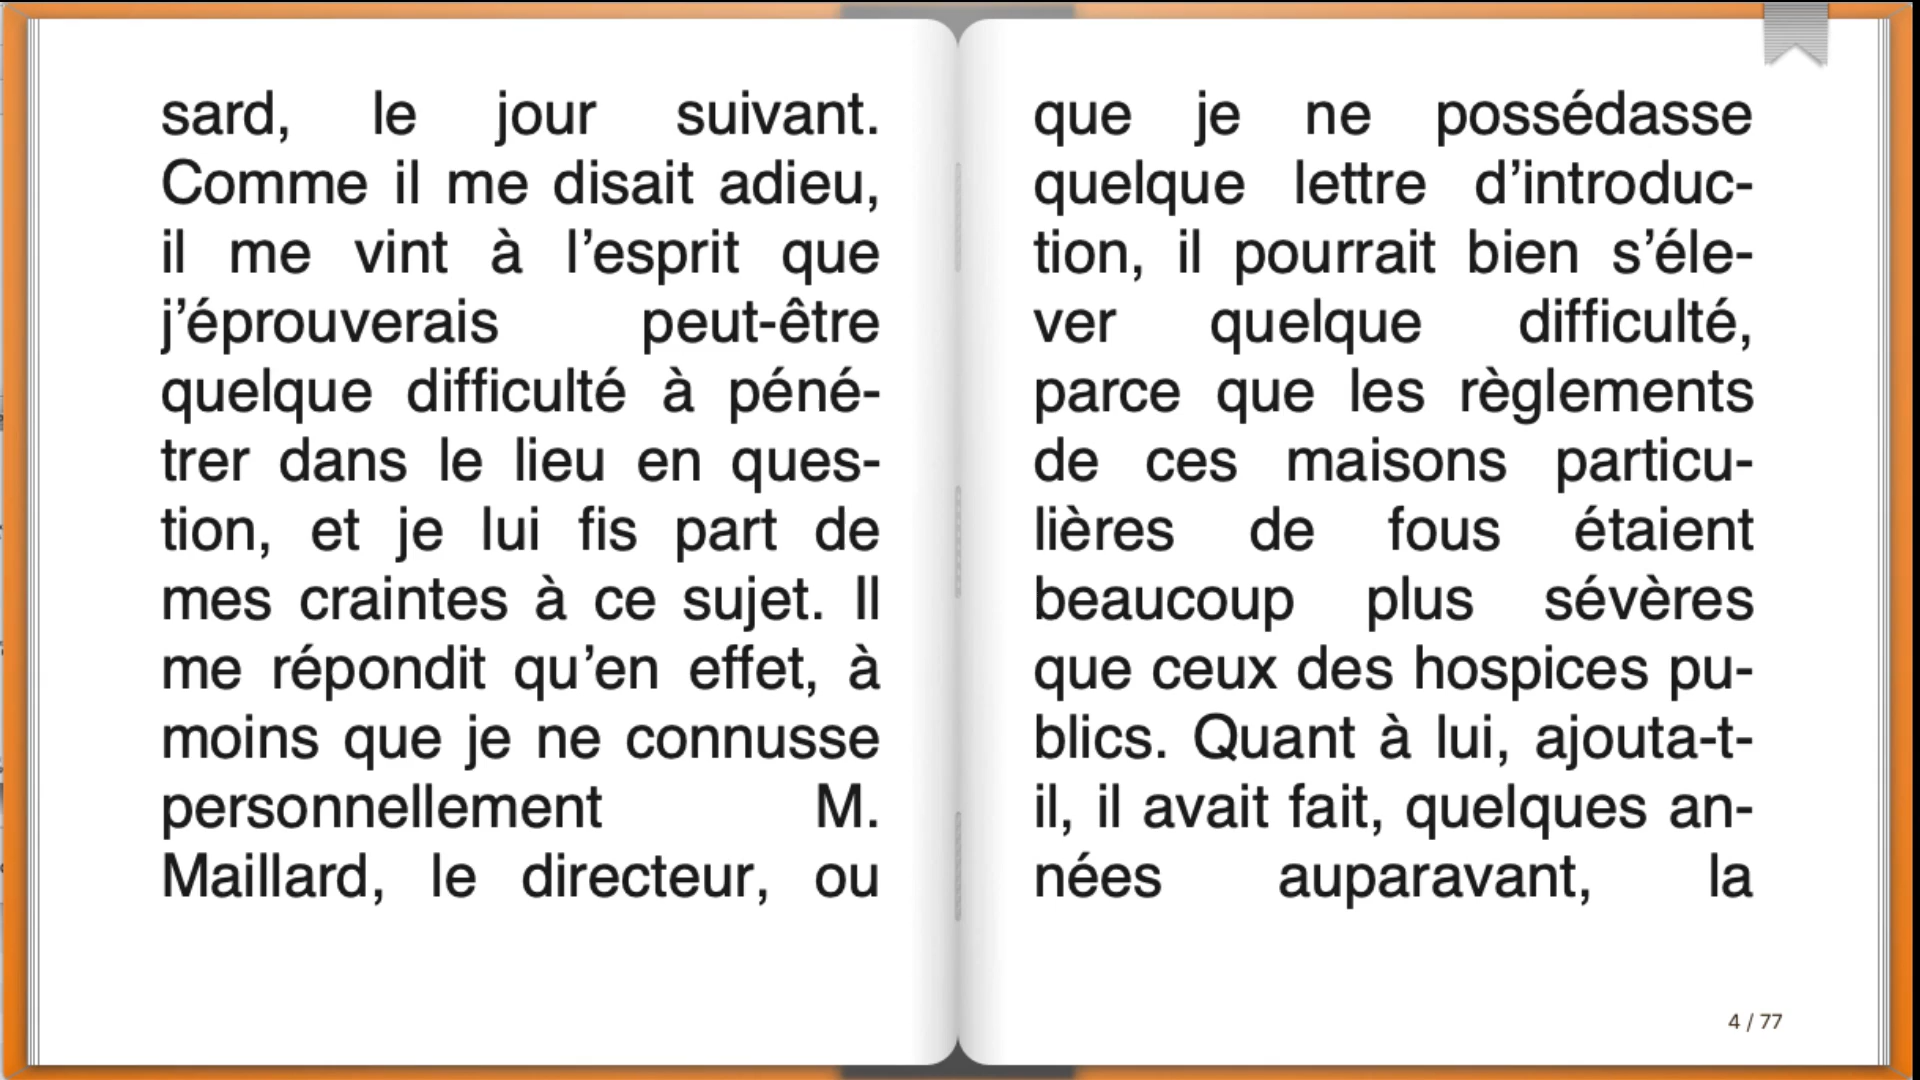 sard, le jour suivant.
Comme il me disait adieu,
il me vint à l’esprit que
j’éprouverais peut-être
quelque difficulté à péné-
trer dans le lieu en ques-
tion, et je lui fis part de
mes craintes à ce sujet. Il
me répondit qu’en effet, à
moins que je ne connusse
personnellement M.
Maillard, le directeur, ou
que je ne possédasse
quelque lettre d’introduc-
tion, il pourrait bien s’éle-
ver quelque difficulté,
parce que les règlements
de ces maisons particu-
lières de fous étaient
beaucoup plus sévères
que ceux des hospices pu-
blics. Quant à lui, ajouta-t-
il, il avait fait, quelques an-
nées auparavant, la
4 / 77